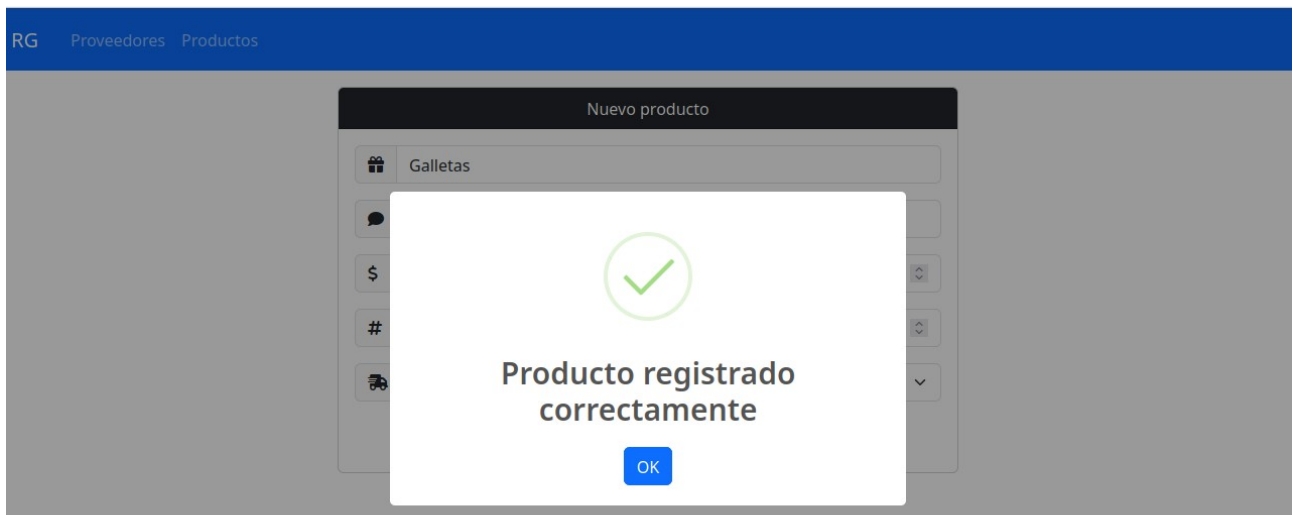 RG Proveedores Productos
Nuevo producto
Galletas
$
#
Producto registrado
correctamente
OK